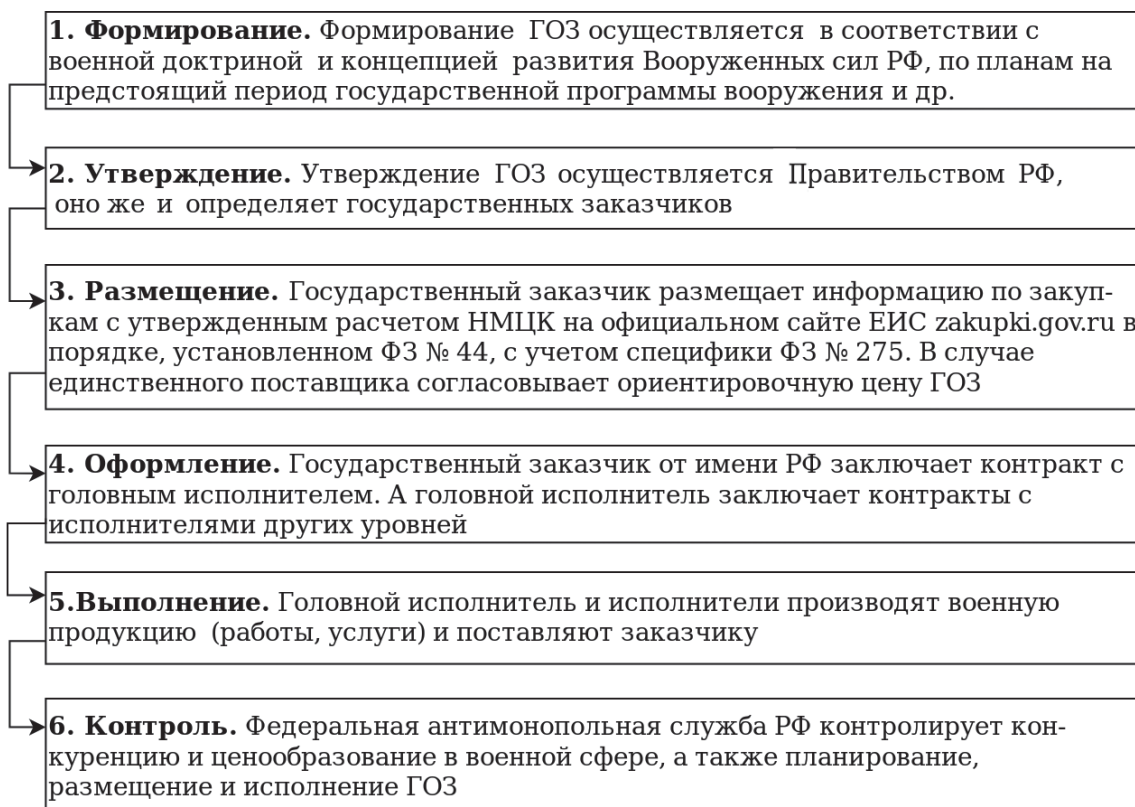 1. Формирование. Формирование ГОЗ осуществляется в соответствии с
военной доктриной и концепцией развития Вооруженных сил РФ, по планам на
предстоящий период государственной программы вооружения и др.
2. Утверждение. Утверждение ГОЗ осуществляется Правительством РФ,
оно же и определяет государственных заказчиков
3. Размещение. Государственный заказчик размещает информацию по закуп-
кам с утвержденным расчетом НМЦК на официальном сайте ЕИС zakupki.gov.ru в
порядке, установленном ФЗ № 44, с учетом специфики ФЗ № 275. В случае
единственного поставщика согласовывает ориентировочную цену ГОЗ
4. Оформление. Государственный заказчик от имени РФ заключает контракт с
головным исполнителем. А головной исполнитель заключает контракты с
исполнителями других уровней
5.Выполнение. Головной исполнитель и исполнители производят военную
продукцию (работы, услуги) и поставляют заказчику
6. Контроль. Федеральная антимонопольная служба РФ контролирует кон-
куренцию и ценообразование в военной сфере, а также планирование,
размещение и исполнение ГОЗ